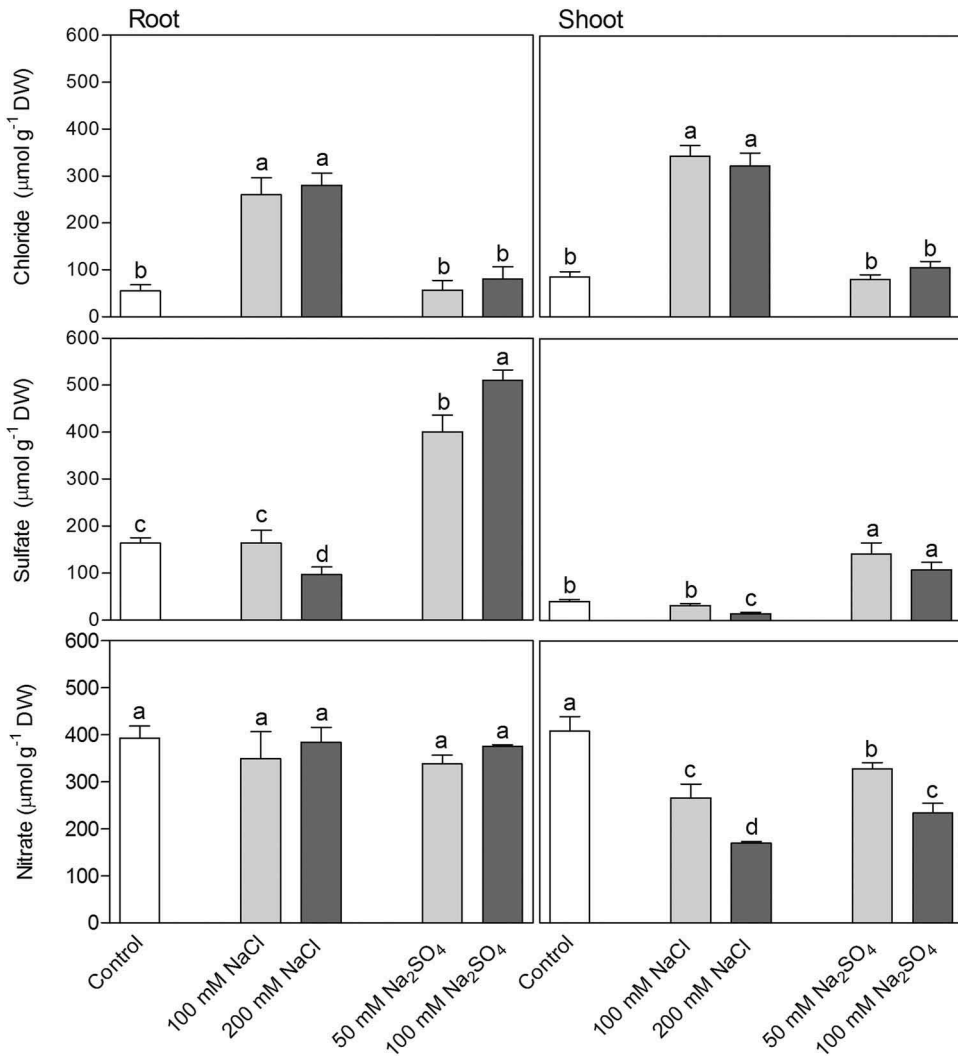 Root
Shoot
Chloride (μmol g⁻¹ DW)
600
500
400
300
200
100
0
b
a
a
b
b
b
a
a
b
b
Sulfate (μmol g⁻¹ DW)
600
500
400
300
200
100
0
c
c
d
b
a
b
b
c
a
a
Nitrate (μmol g⁻¹ DW)
600
500
400
300
200
100
0
a
a
a
a
a
a
c
d
b
c
Control
100 mM NaCl
200 mM NaCl
50 mM Na₂SO₄
100 mM Na₂SO₄
Control
100 mM NaCl
200 mM NaCl
50 mM Na₂SO₄
100 mM Na₂SO₄